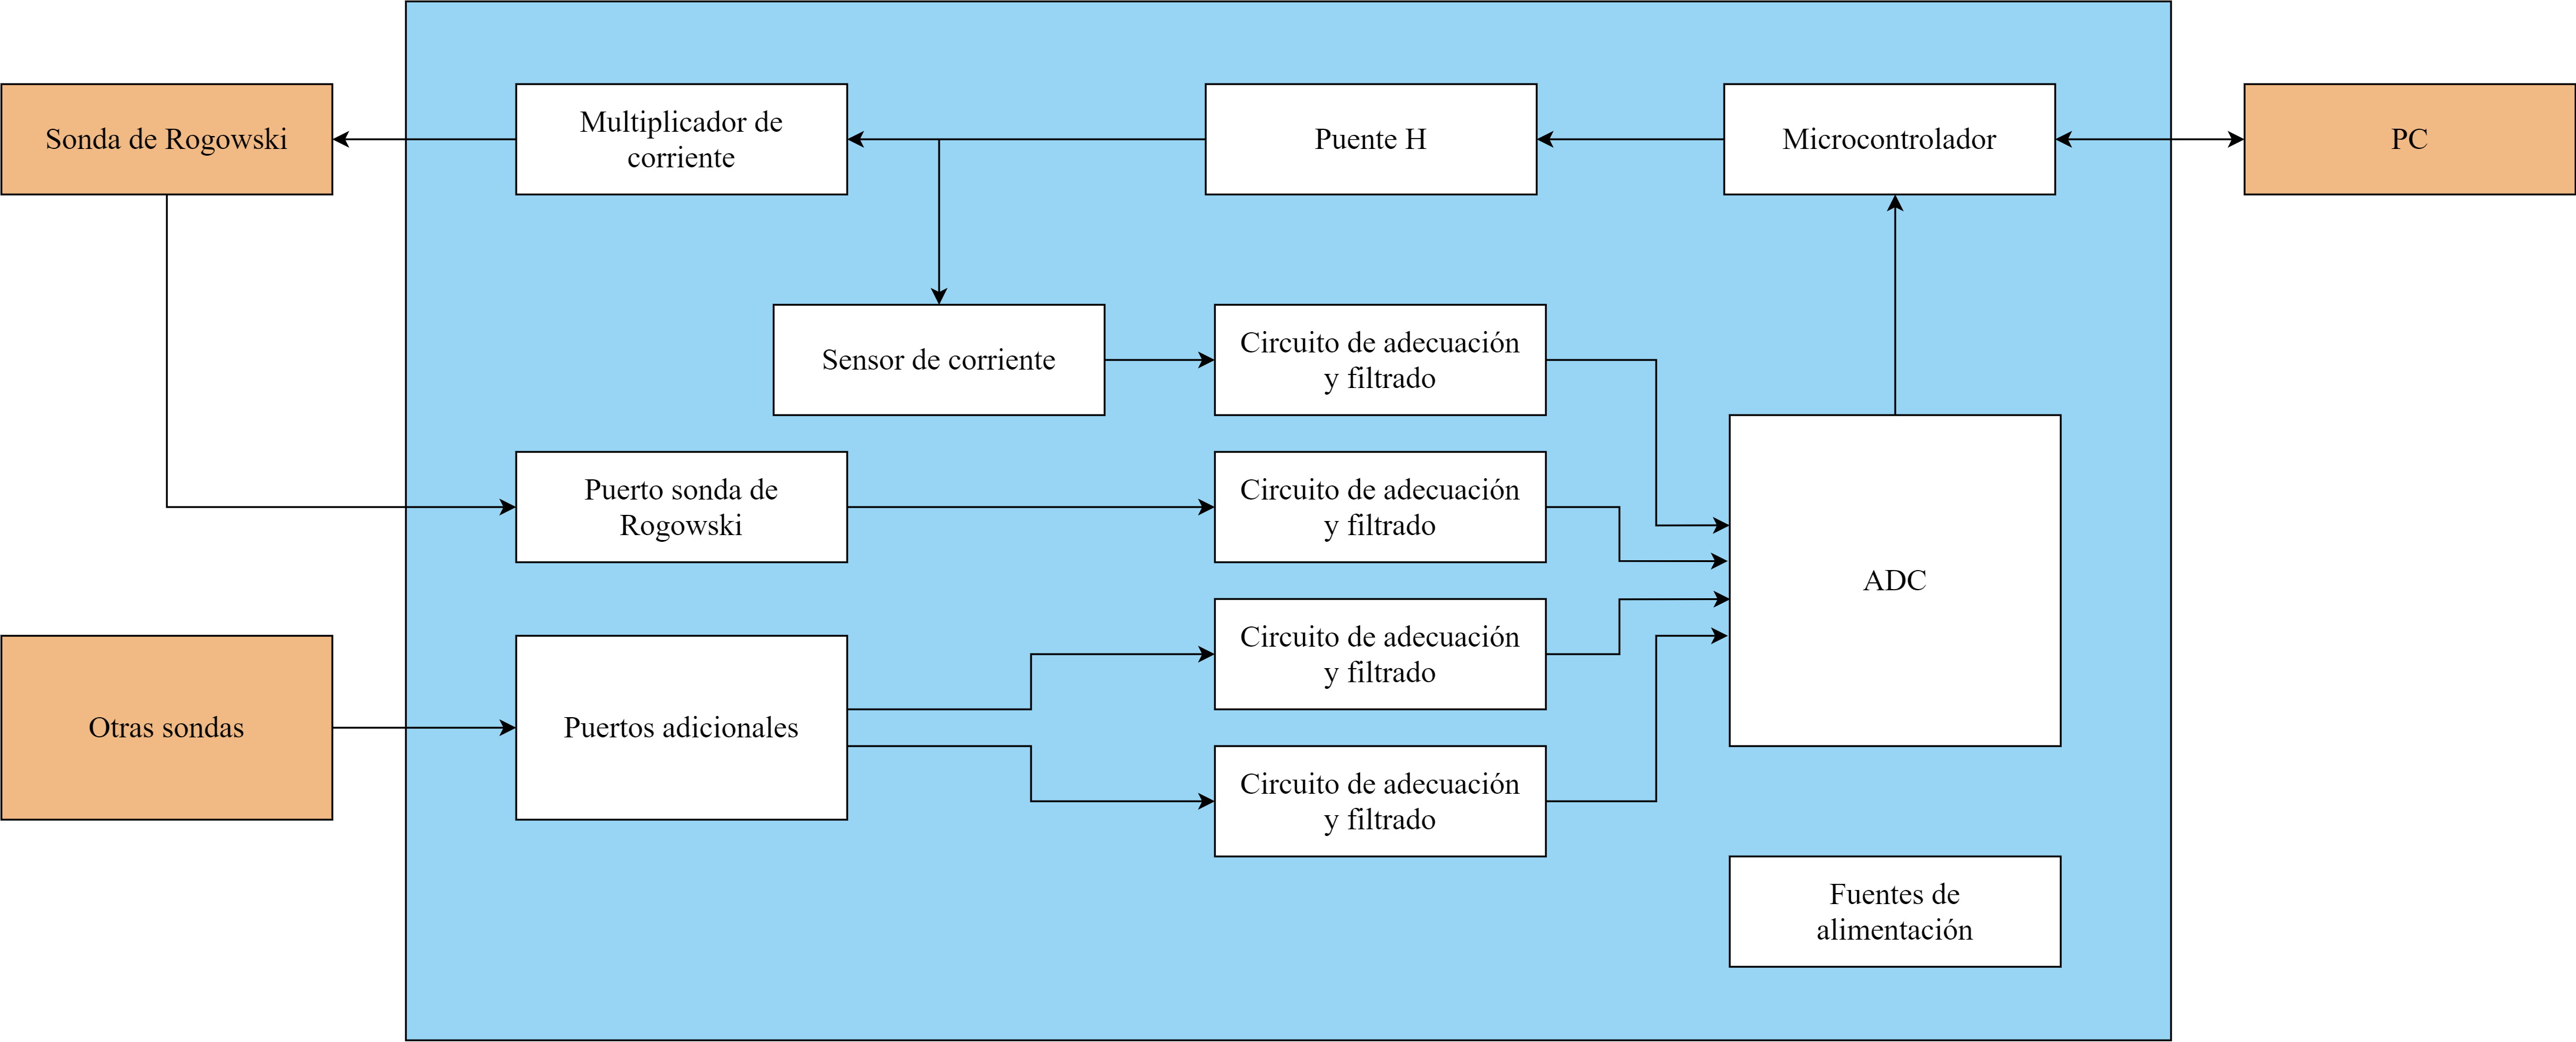 Sonda de Rogowski
Multiplicador de
corriente
Puente H
Microcontrolador
PC
Sensor de corriente
Circuito de adecuación
y filtrado
Puerto sonda de
Rogowski
Circuito de adecuación
y filtrado
ADC
Otras sondas
Puertos adicionales
Circuito de adecuación
y filtrado
Circuito de adecuación
y filtrado
Fuentes de
alimentación